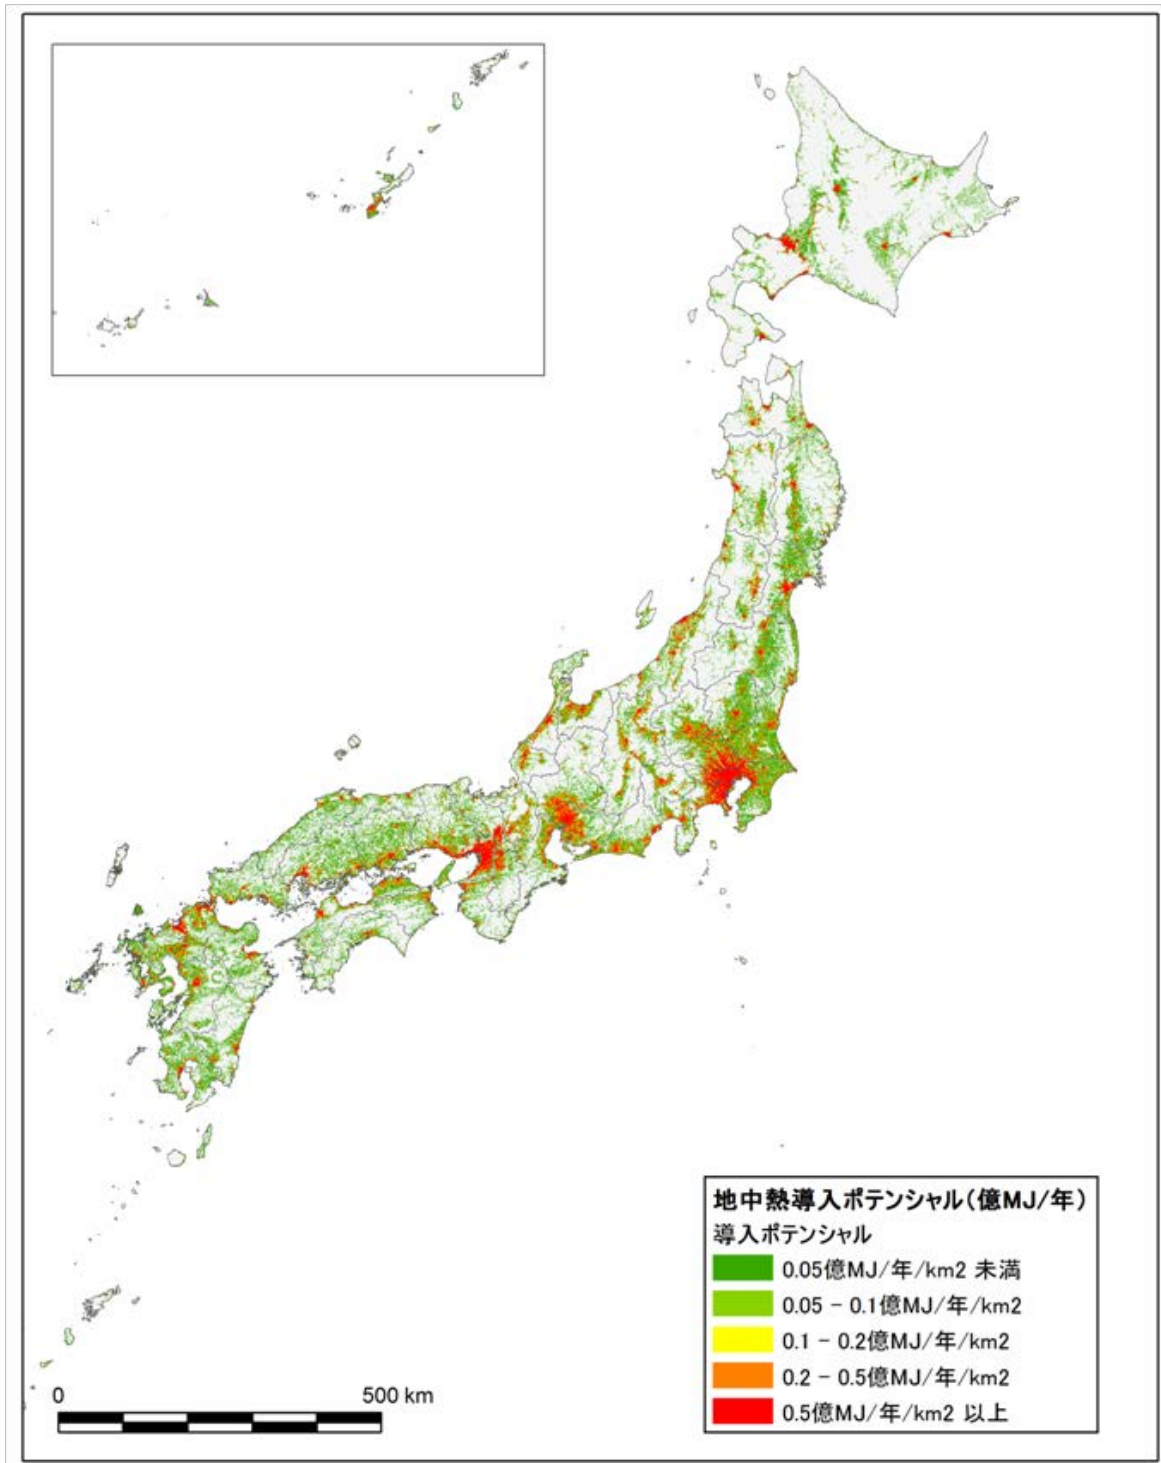 地中熱導入ポテンシャル(億MJ/年)
導入ポテンシャル
0.05億MJ/年/km2 未満
0.05 - 0.1億MJ/年/km2
0.1 - 0.2億MJ/年/km2
0.2 - 0.5億MJ/年/km2
0.5億MJ/年/km2 以上
0 500 km